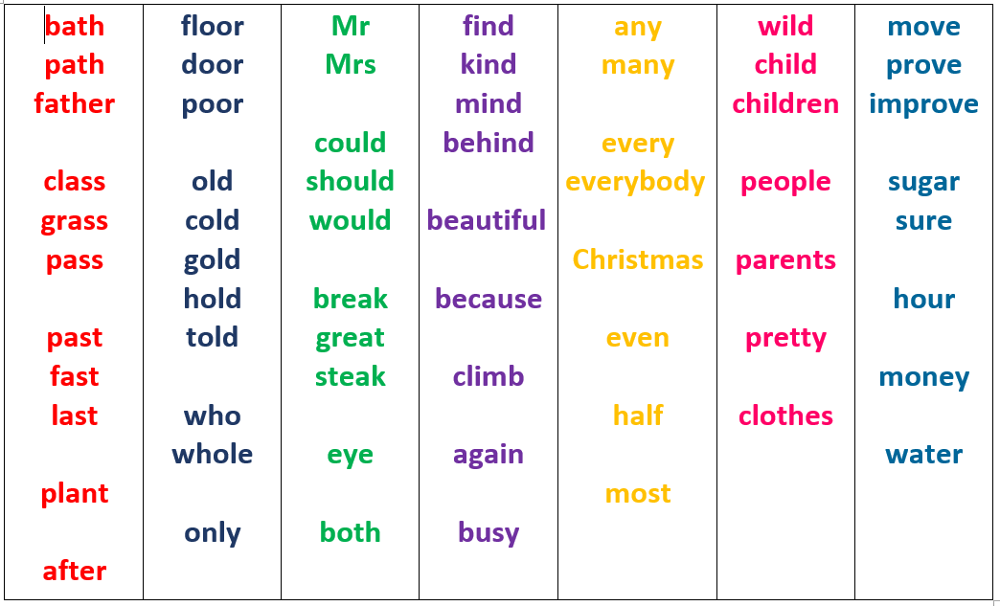 bath
path
father
class
grass
pass
past
fast
last
plant
after
floor
door
poor
old
cold
gold
hold
told
who
whole
only
Mr
Mrs
could
should
would
break
great
steak
eye
both
find
kind
mind
behind
beautiful
because
climb
again
busy
any
many
every
everybody
Christmas
even
half
most
wild
child
children
people
parents
pretty
clothes
move
prove
improve
sugar
sure
hour
money
water